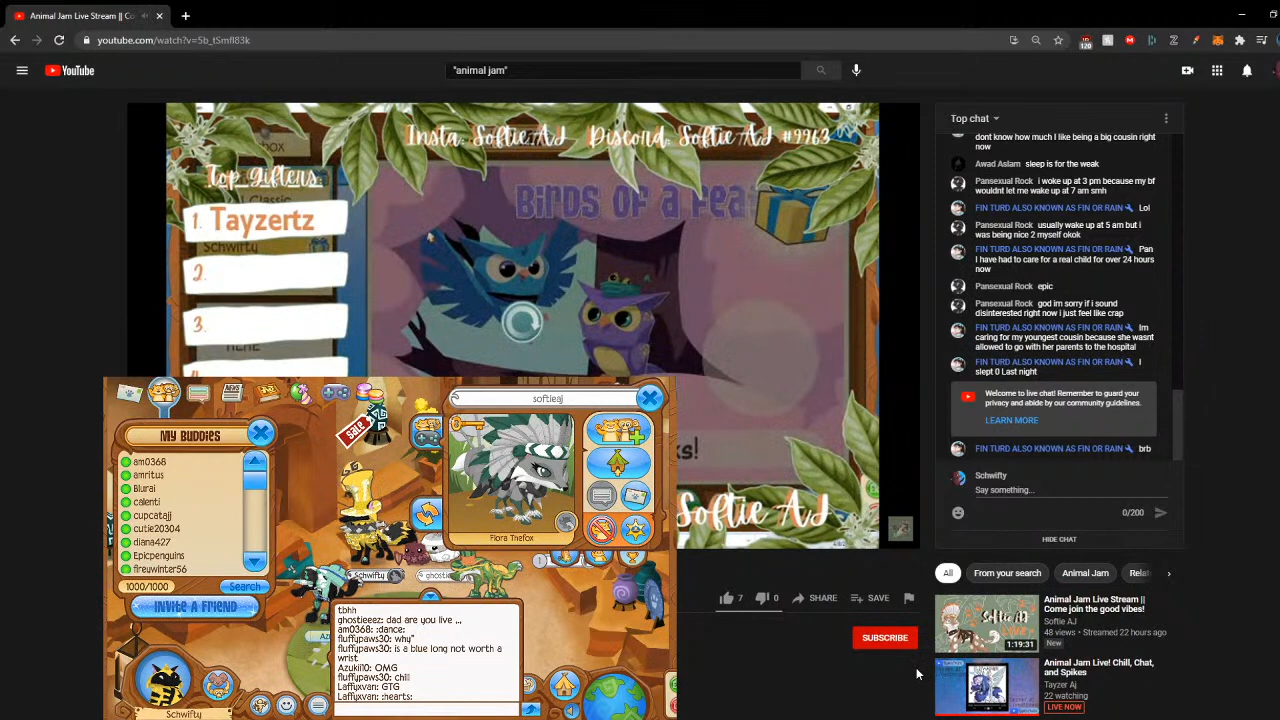 Animal Jam Live Stream || Co
youtube.com/watch?v=5b_tSmfI83k
120
YouTube
"animal jam"
Insta: Softie AJ Discord: Softie AJ #9963
Top Gifters
Classic
1. Tayzertz
Schwifty
2.
3.
Birds of a Fea
Softie AJ
Top chat
dont know how much I like being a big cousin right
now
Awad Aslam sleep is for the weak
Pansexual Rock i woke up at 3 pm because my bf
wouldnt let me wake up at 7 am smh
FIN TURD ALSO KNOWN AS FIN OR RAIN Lol
Pansexual Rock usually wake up at 5 am but i
was being nice 2 myself okok
FIN TURD ALSO KNOWN AS FIN OR RAIN Pan
I have had to care for a real child for over 24 hours
now
Pansexual Rock epic
Pansexual Rock god im sorry if i sound
disinterested right now i just feel like crap
FIN TURD ALSO KNOWN AS FIN OR RAIN Im
caring for my youngest cousin because she wasnt
allowed to go with her parents to the hospital
FIN TURD ALSO KNOWN AS FIN OR RAIN I
slept 0 Last night
Welcome to live chat! Remember to guard your
privacy and abide by our community guidelines.
LEARN MORE
FIN TURD ALSO KNOWN AS FIN OR RAIN brb
Schwifty
Say something...
0/200
HIDE CHAT
NEWS
SALE
softieaj
Flora Thefox
My Buddies
am0368
amritus
Blurai
calenti
cupcatajj
cutie20304
diana427
Epicpenguins
fireuwinter56
1000/1000
Search
INVITE A FRIEND
Schwifty
ghostie
tbhh
ghostieeez: dad are you live ,,,
am0368: :dance:
fluffypaws30: why"
fluffypaws30: is a blue long not worth a
wrist
Azuki10: OMG
fluffypaws30: chill
Laffyxvan: GTG
Laffyxvan: :hearts:
Schwifty
7
0
SHARE
SAVE
SUBSCRIBE
All
From your search
Animal Jam
Relat
Animal Jam Live Stream ||
Come join the good vibes!
Softie AJ
48 views • Streamed 22 hours
New
1:19:31
Animal Jam Live! Chill, Chat,
and Spikes
Tayzer Aj
22 watching
LIVE NOW